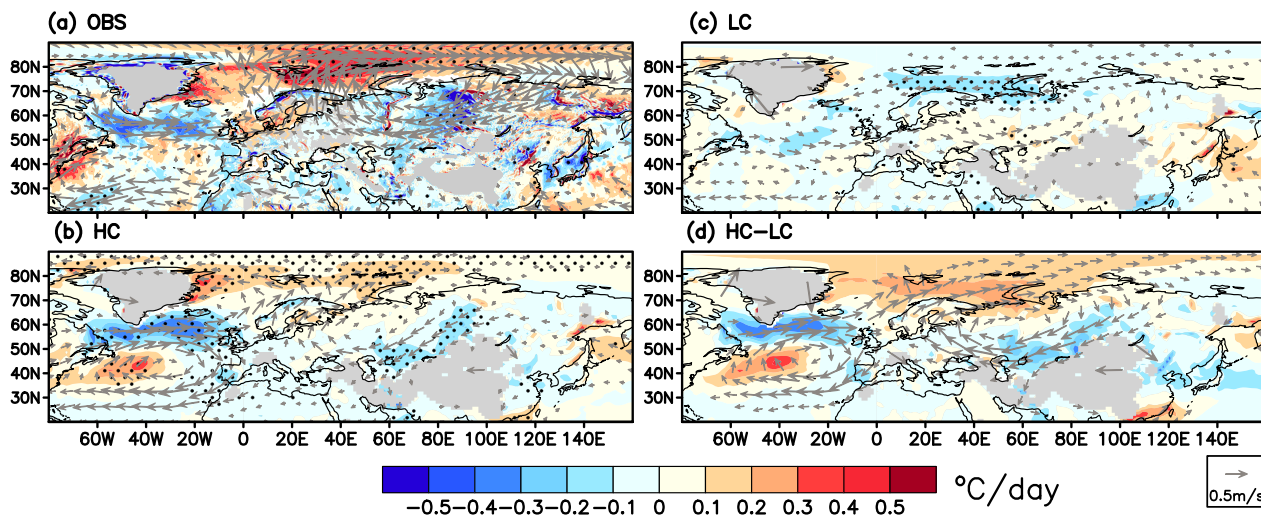 (a) OBS
(c) LC
80N
70N
60N
50N
40N
30N
80N
70N
60N
50N
40N
30N
(b) HC
(d) HC-LC
80N
70N
60N
50N
40N
30N
80N
70N
60N
50N
40N
30N
60W 40W 20W 0 20E 40E 60E 80E 100E 120E 140E
60W 40W 20W 0 20E 40E 60E 80E 100E 120E 140E
-0.5 -0.4 -0.3 -0.2 -0.1 0 0.1 0.2 0.3 0.4 0.5
°C/day
0.5m/s